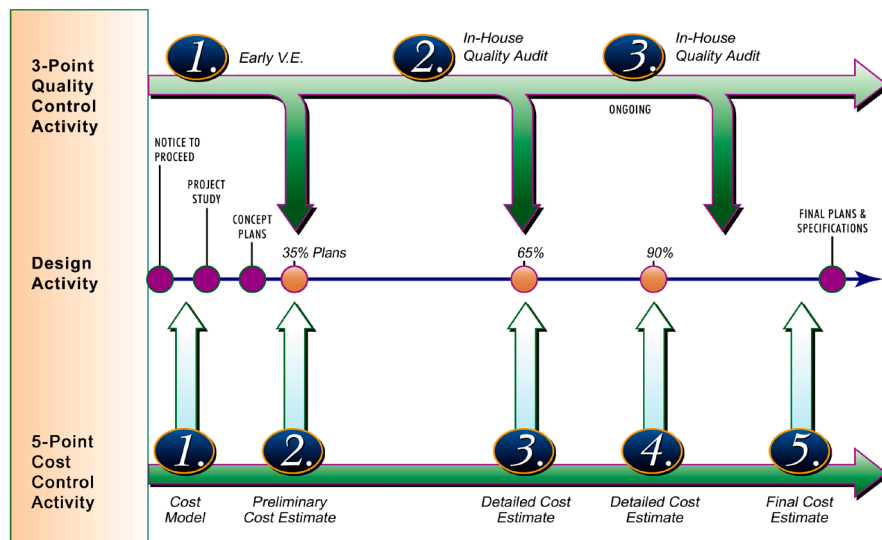 3-Point
Quality
Control
Activity
1.
Early V.E.
2.
In-House
Quality Audit
3.
In-House
Quality Audit
ONGOING
NOTICE TO
PROCEED
PROJECT
STUDY
CONCEPT
PLANS
FINAL PLANS &
SPECIFICATIONS
Design
Activity
35% Plans
65%
90%
5-Point
Cost
Control
Activity
1.
2.
3.
4.
5.
Cost
Model
Preliminary
Cost Estimate
Detailed Cost
Estimate
Detailed Cost
Estimate
Final Cost
Estimate